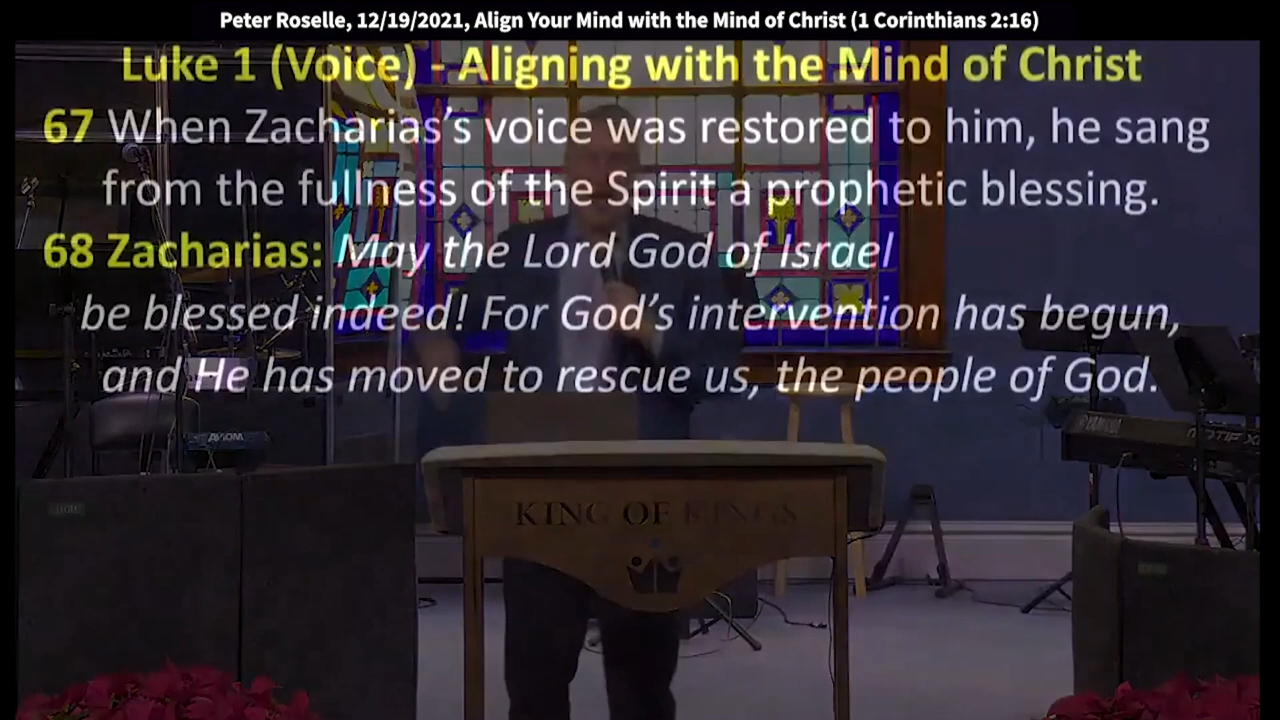 Peter Roselle, 12/19/2021, Align Your Mind with the Mind of Christ (1 Corinthians 2:16)
Luke 1 (Voice) - Aligning with the Mind of Christ
67 When Zacharias's voice was restored to him, he sang
from the fullness of the Spirit a prophetic blessing.
68 Zacharias: May the Lord God of Israel
be blessed indeed! For God's intervention has begun,
and He has moved to rescue us, the people of God.
AVIOM
MOTIF
KING OF KINGS